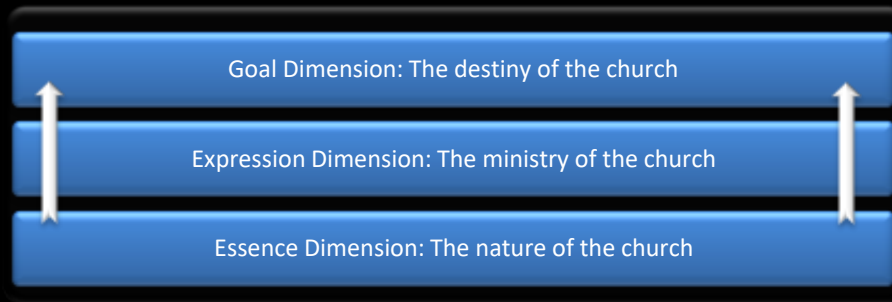 Goal Dimension: The destiny of the church
Expression Dimension: The ministry of the church
Essence Dimension: The nature of the church